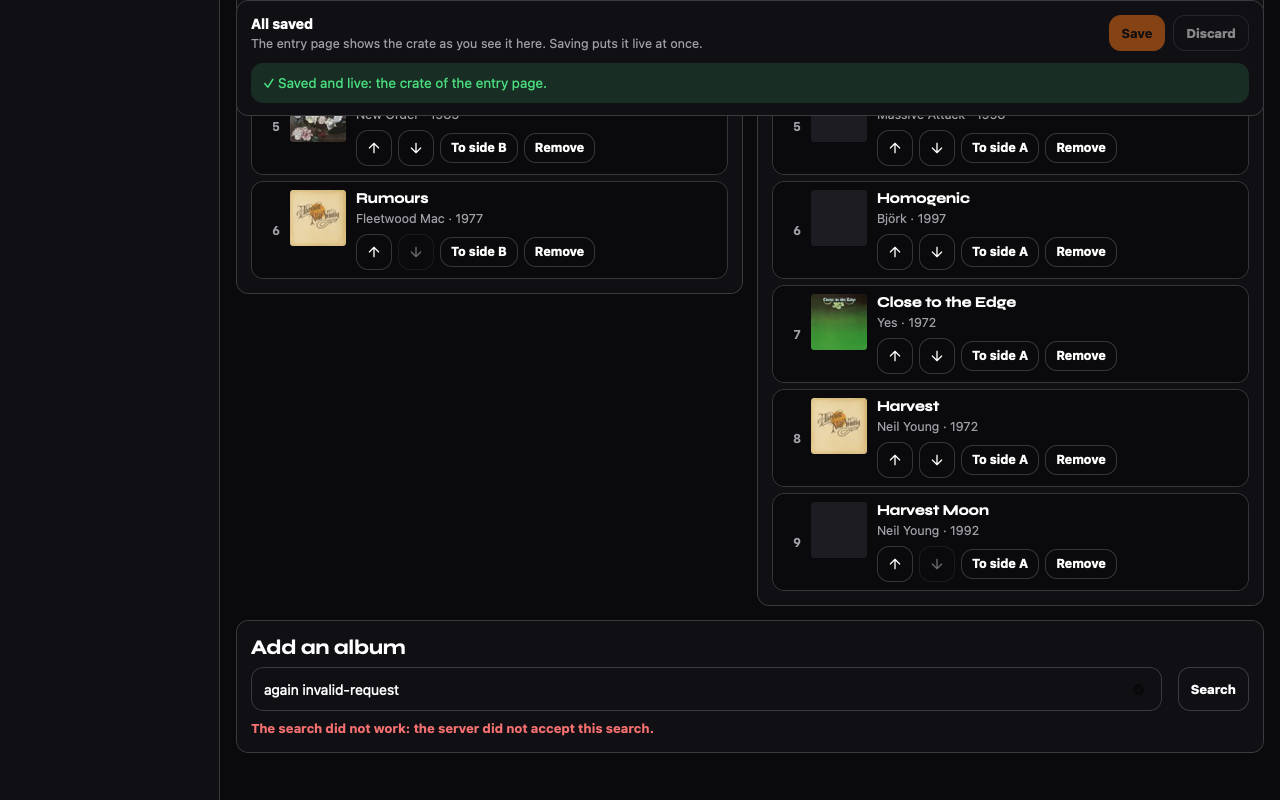 All saved
The entry page shows the crate as you see it here. Saving puts it live at once.
Save
Discard
✓ Saved and live: the crate of the entry page.
5
New Order · 1983
↑
↓
To side B
Remove
6
Rumours
Fleetwood Mac · 1977
↑
↓
To side B
Remove
5
Massive Attack · 1998
↑
↓
To side A
Remove
6
Homogenic
Björk · 1997
↑
↓
To side A
Remove
7
Close to the Edge
Yes · 1972
↑
↓
To side A
Remove
8
Harvest
Neil Young · 1972
↑
↓
To side A
Remove
9
Harvest Moon
Neil Young · 1992
↑
↓
To side A
Remove
Add an album
again invalid-request
Search
The search did not work: the server did not accept this search.